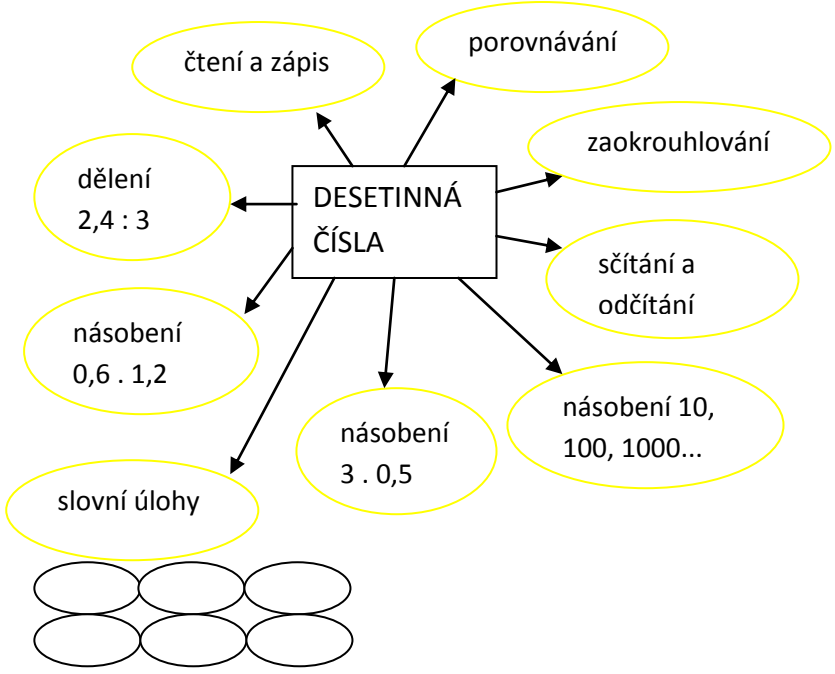 porovnávání
čtení a zápis
zaokrouhlování
dělení
2,4 : 3
DESETINNÁ
ČÍSLA
sčítání a
odčítání
násobení
0,6 . 1,2
násobení 10,
100, 1000...
násobení
3 . 0,5
slovní úlohy